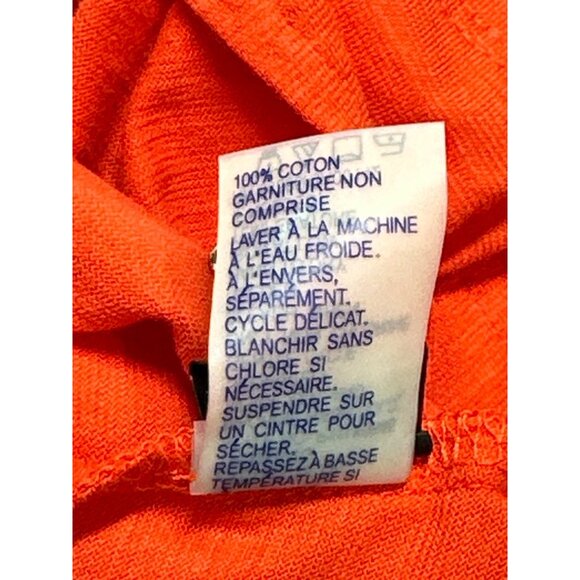 100% COTON
GARNITURE NON
COMPRISE
LAVER À LA MACHINE
À L'EAU FROIDE.
À L'ENVERS,
SÉPARÉMENT.
CYCLE DÉLICAT.
BLANCHIR SANS
CHLORE SI
NÉCESSAIRE.
SUSPENDRE SUR
UN CINTRE POUR
SÉCHER.
REPASSEZ À BASSE
TEMPÉRATURE SI